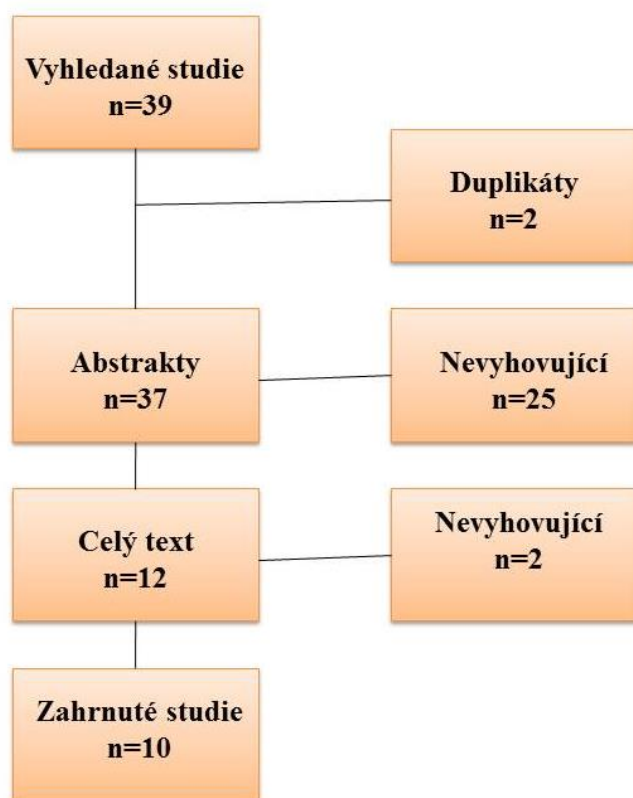 Vyhledané studie
n=39
Duplikáty
n=2
Abstrakty
n=37
Nevyhovující
n=25
Celý text
n=12
Nevyhovující
n=2
Zahrnuté studie
n=10